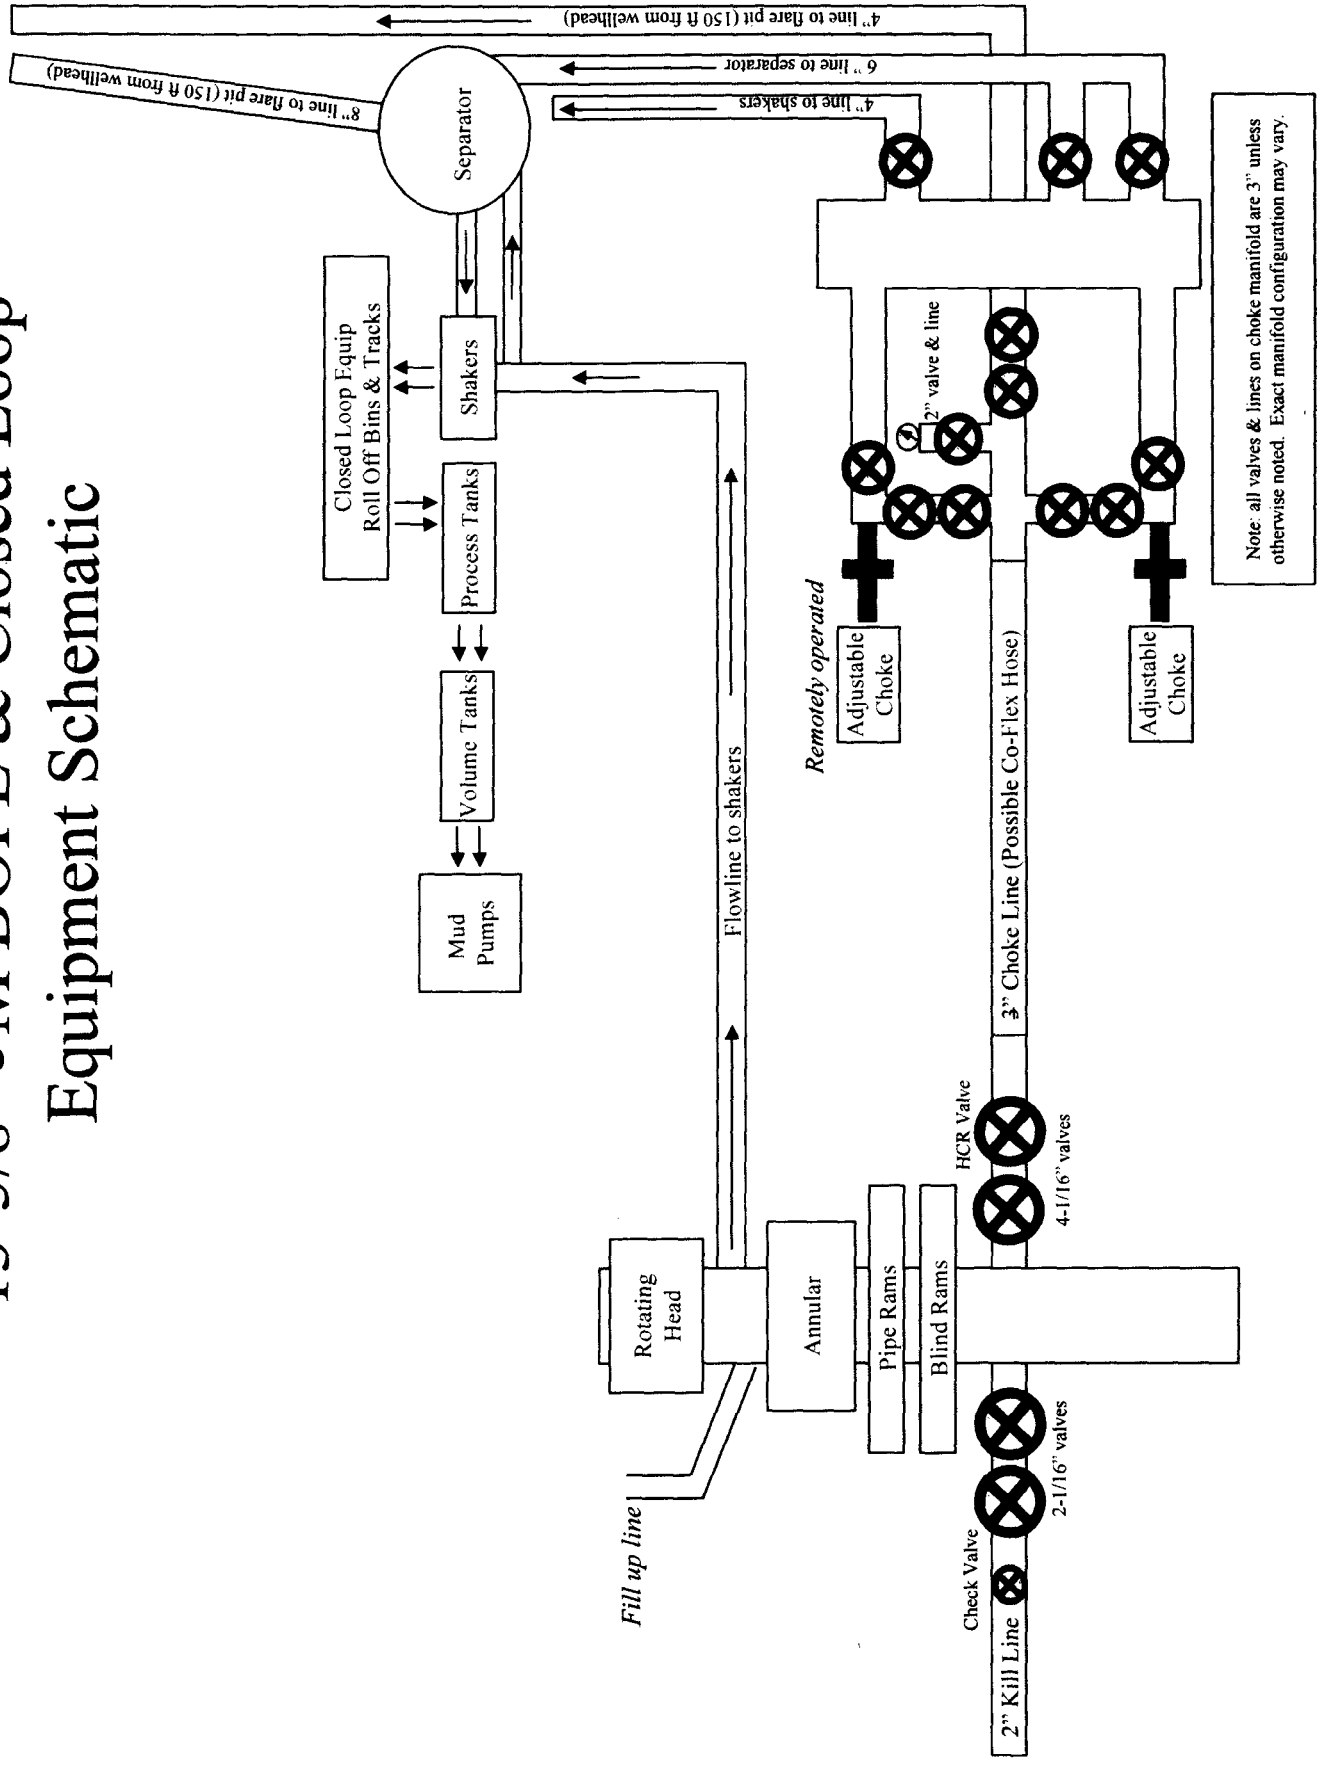 Equipment Schematic
4" line to flare pit (150 ft from wellhead)
8" line to flare pit (150 ft from wellhead)
6" line to separator
4" line to shakers
Separator
Closed Loop Equip
Roll Off Bins & Tracks
Shakers
Process Tanks
Volume Tanks
Mud
Pumps
Flowline to shakers
2" valve & line
Remotely operated
Adjustable
Choke
Adjustable
Choke
Note: all valves & lines on choke manifold are 3" unless
otherwise noted. Exact manifold configuration may vary.
3" Choke Line (Possible Co-Flex Hose)
HCR Valve
4-1/16" valves
Rotating
Head
Annular
Pipe Rams
Blind Rams
Fill up line
2-1/16" valves
Check Valve
2" Kill Line